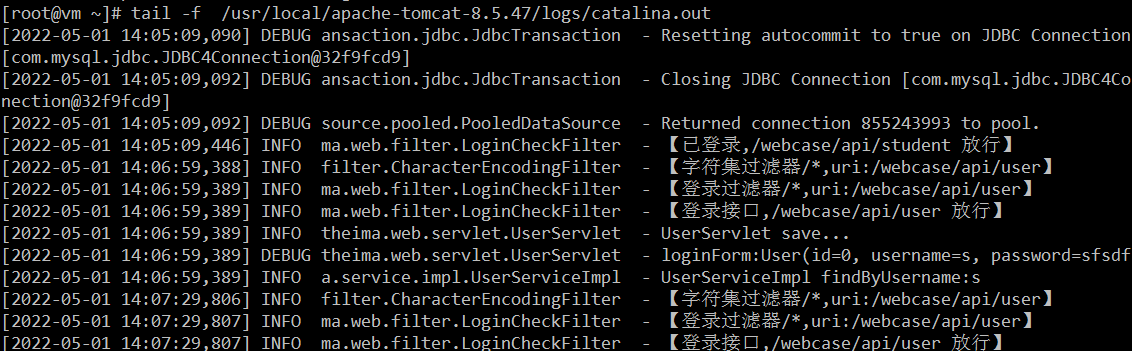 [root@vm ~]# tail -f  /usr/local/apache-tomcat-8.5.47/logs/catalina.out
[2022-05-01 14:05:09,090] DEBUG ansaction.jdbc.JdbcTransaction  - Resetting autocommit to true on JDBC Connection
[com.mysql.jdbc.JDBC4Connection@32f9fcd9]
[2022-05-01 14:05:09,092] DEBUG ansaction.jdbc.JdbcTransaction  - Closing JDBC Connection [com.mysql.jdbc.JDBC4Co
nnection@32f9fcd9]
[2022-05-01 14:05:09,092] DEBUG source.pooled.PooledDataSource  - Returned connection 855243993 to pool.
[2022-05-01 14:05:09,446] INFO  ma.web.filter.LoginCheckFilter  - 【已登录,/webcase/api/student 放行】
[2022-05-01 14:06:59,388] INFO  filter.CharacterEncodingFilter  - 【字符集过滤器/*,uri:/webcase/api/user】
[2022-05-01 14:06:59,389] INFO  ma.web.filter.LoginCheckFilter  - 【登录过滤器/*,uri:/webcase/api/user】
[2022-05-01 14:06:59,389] INFO  ma.web.filter.LoginCheckFilter  - 【登录接口,/webcase/api/user 放行】
[2022-05-01 14:06:59,389] INFO  theima.web.servlet.UserServlet  - UserServlet save...
[2022-05-01 14:06:59,389] DEBUG theima.web.servlet.UserServlet  - loginForm:User(id=0, username=s, password=sfsdf
[2022-05-01 14:06:59,389] INFO  a.service.impl.UserServiceImpl  - UserServiceImpl findByUsername:s
[2022-05-01 14:07:29,806] INFO  filter.CharacterEncodingFilter  - 【字符集过滤器/*,uri:/webcase/api/user】
[2022-05-01 14:07:29,807] INFO  ma.web.filter.LoginCheckFilter  - 【登录过滤器/*,uri:/webcase/api/user】
[2022-05-01 14:07:29,807] INFO  ma.web.filter.LoginCheckFilter  - 【登录接口,/webcase/api/user 放行】